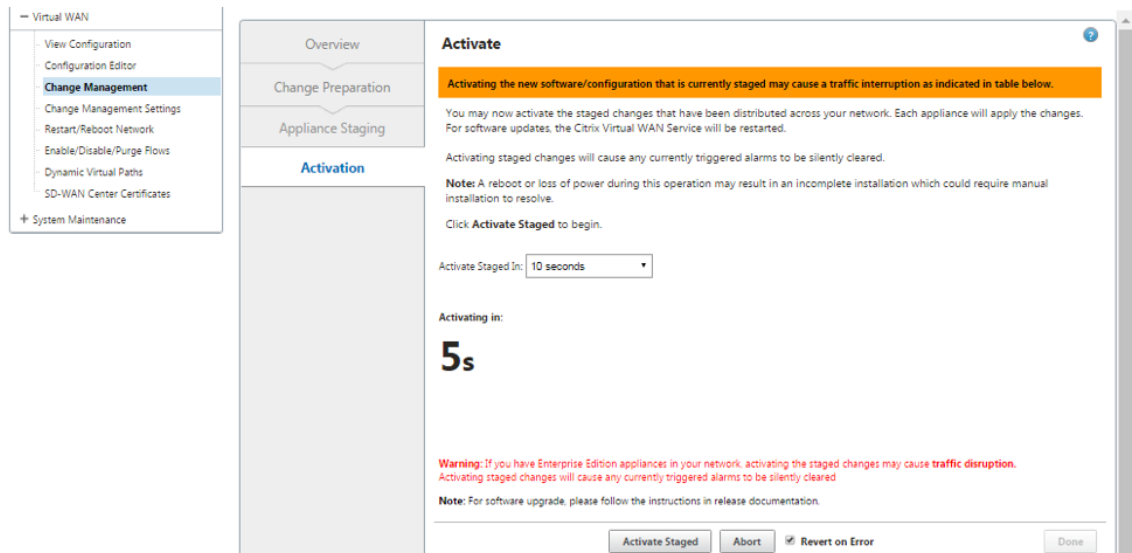 − Virtual WAN
View Configuration
Configuration Editor
Change Management
Change Management Settings
Restart/Reboot Network
Enable/Disable/Purge Flows
Dynamic Virtual Paths
SD-WAN Center Certificates
+ System Maintenance
Overview
Change Preparation
Appliance Staging
Activation
Activate
?
Activating the new software/configuration that is currently staged may cause a traffic interruption as indicated in table below.
You may now activate the staged changes that have been distributed across your network. Each appliance will apply the changes.
For software updates, the Citrix Virtual WAN Service will be restarted.
Activating staged changes will cause any currently triggered alarms to be silently cleared.
Note: A reboot or loss of power during this operation may result in an incomplete installation which could require manual
installation to resolve.
Click Activate Staged to begin.
Activate Staged In: 10 seconds
Activating in:
5s
Warning: If you have Enterprise Edition appliances in your network, activating the staged changes may cause traffic disruption.
Activating staged changes will cause any currently triggered alarms to be silently cleared
Note: For software upgrade, please follow the instructions in release documentation.
Activate Staged Abort Revert on Error Done